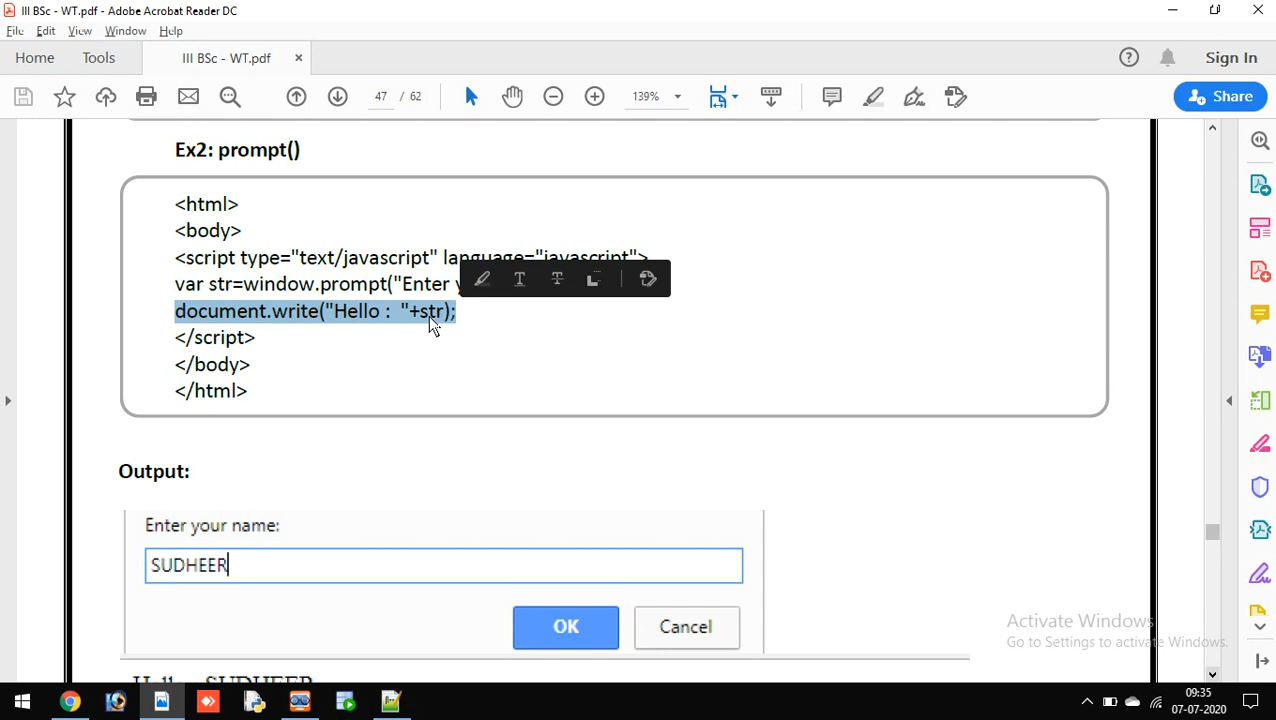 III BSc - WT.pdf - Adobe Acrobat Reader DC
File Edit View Window Help
Home Tools III BSc - WT.pdf × Sign In
47 / 62 139% Share
Ex2: prompt()
<html>
<body>
<script type="text/javascript" language="javascript">
var str=window.prompt("Enter
document.write("Hello : "+str);
</script>
</body>
</html>
Output:
Enter your name:
SUDHEER
OK Cancel
Activate Windows
Go to Settings to activate Windows.
SUDHEER
09:35
07-07-2020